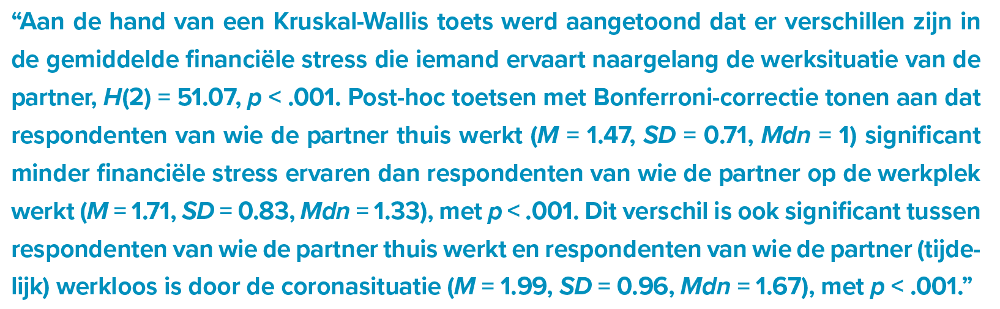 “Aan de hand van een Kruskal-Wallis toets werd aangetoond dat er verschillen zijn in
de gemiddelde financiële stress die iemand ervaart naargelang de werksituatie van de
partner, H(2) = 51.07, p < .001. Post-hoc toetsen met Bonferroni-correctie tonen aan dat
respondenten van wie de partner thuis werkt (M = 1.47, SD = 0.71, Mdn = 1) significant
minder financiële stress ervaren dan respondenten van wie de partner op de werkplek
werkt (M = 1.71, SD = 0.83, Mdn = 1.33), met p < .001. Dit verschil is ook significant tussen
respondenten van wie de partner thuis werkt en respondenten van wie de partner (tijde-
lijk) werkloos is door de coronasituatie (M = 1.99, SD = 0.96, Mdn = 1.67), met p < .001.”